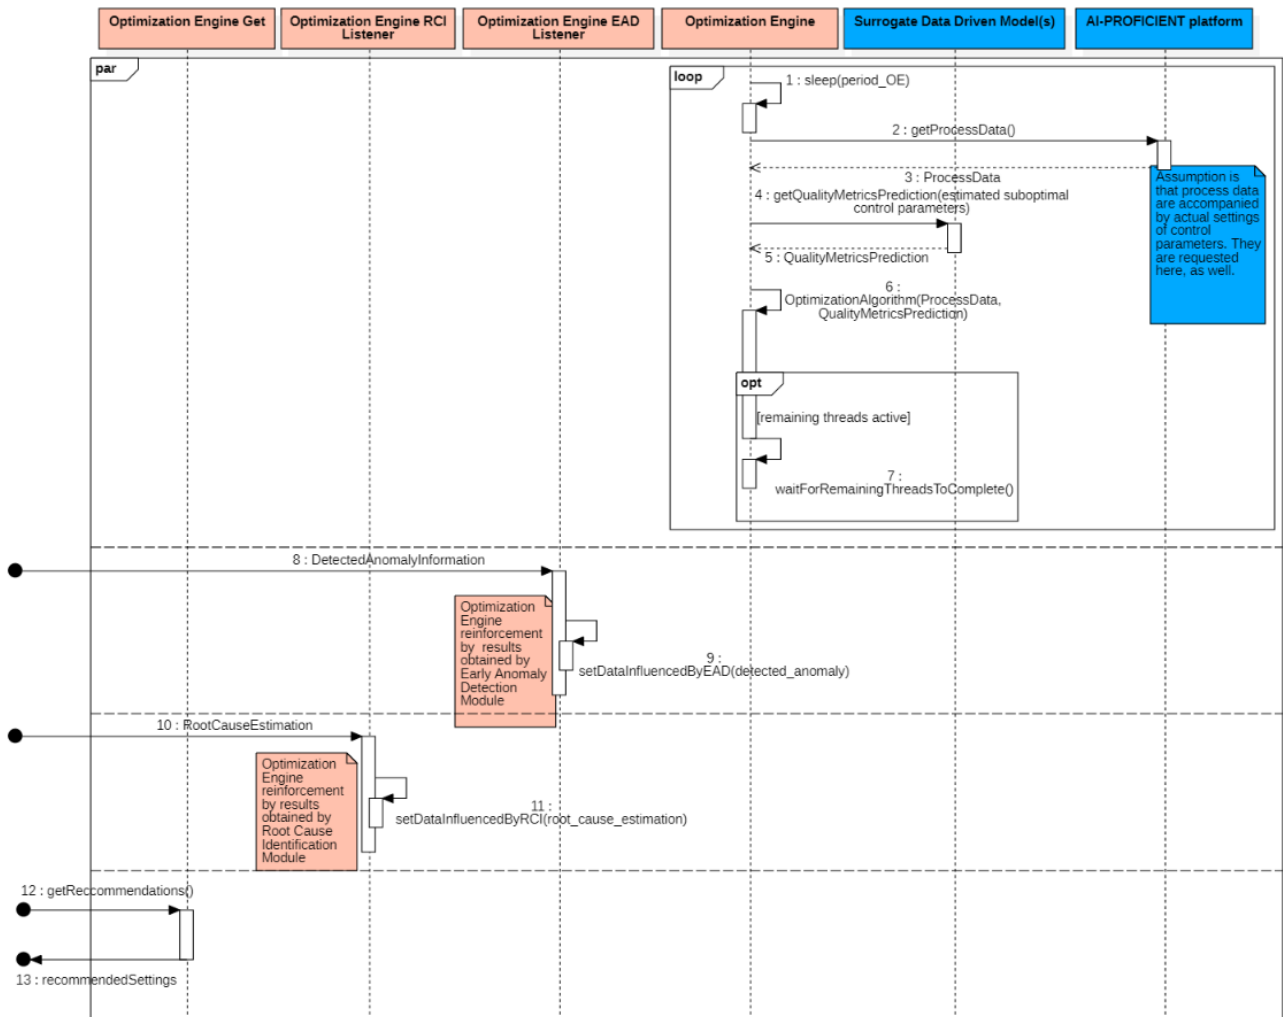 Optimization Engine Get
Optimization Engine RCI
Listener
Optimization Engine EAD
Listener
Optimization Engine
Surrogate Data Driven Model(s)
AI-PROFICIENT platform
par
loop
1 : sleep(period_OE)
2 : getProcessData()
3 : ProcessData
Assumption is
that process data
are accompanied
by actual settings
of control
parameters. They
are requested
here, as well.
4 : getQualityMetricsPrediction(estimated suboptimal
control parameters)
5 : QualityMetricsPrediction
6 :
OptimizationAlgorithm(ProcessData,
QualityMetricsPrediction)
opt
[remaining threads active]
7 :
waitForRemainingThreadsToComplete()
8 : DetectedAnomalyInformation
Optimization
Engine
reinforcement
by results
obtained by
Early Anomaly
Detection
Module
9 :
setDataInfluencedByEAD(detected_anomaly)
10 : RootCauseEstimation
Optimization
Engine
reinforcement
by results
obtained by
Root Cause
Identification
Module
11 :
setDataInfluencedByRCI(root_cause_estimation)
12 : getReccommendations()
13 : recommendedSettings